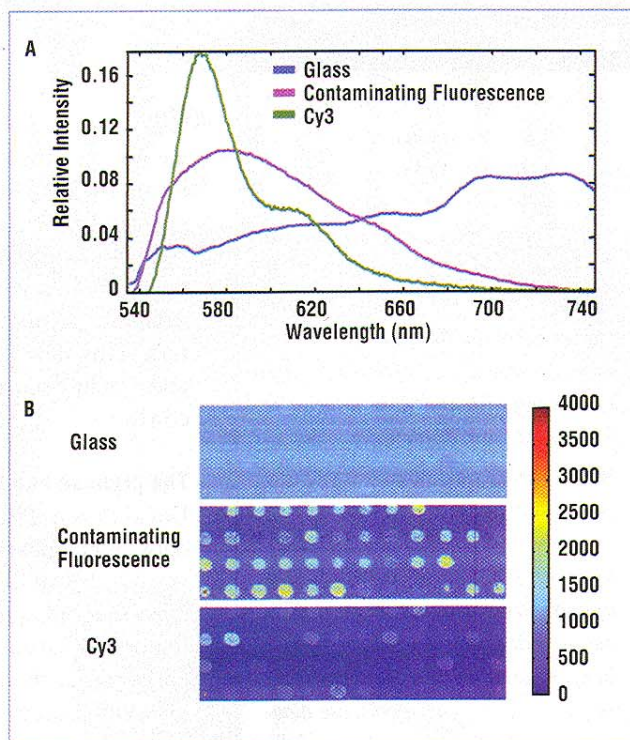 A
Relative Intensity
0.16
0.12
0.08
0.04
0
Glass
Contaminating Fluorescence
Cy3
540 580 620 660 700 740
Wavelength (nm)
B
Glass
Contaminating
Fluorescence
Cy3
4000
3500
3000
2500
2000
1500
1000
500
0